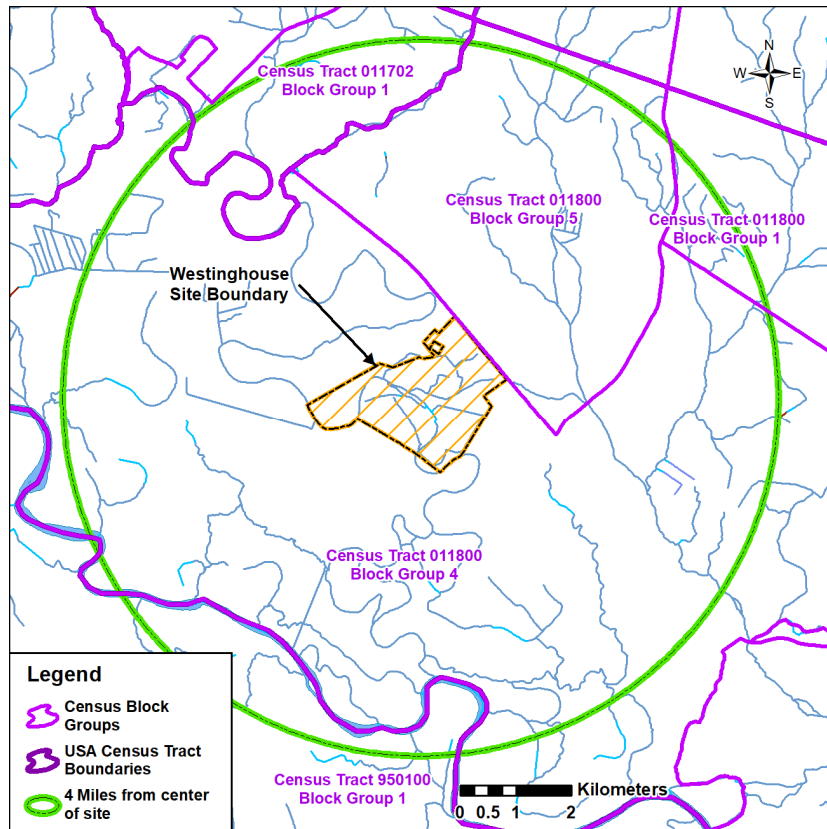 Census Tract 011702
Block Group 1
N
W E
S
Census Tract 011800
Block Group 5
Census Tract 011800
Block Group 1
Westinghouse
Site Boundary
Census Tract 011800
Block Group 4
Legend
Census Block
Groups
USA Census Tract
Boundaries
4 Miles from center
of site
Census Tract 950100
Block Group 1
Kilometers
0 0.5 1 2